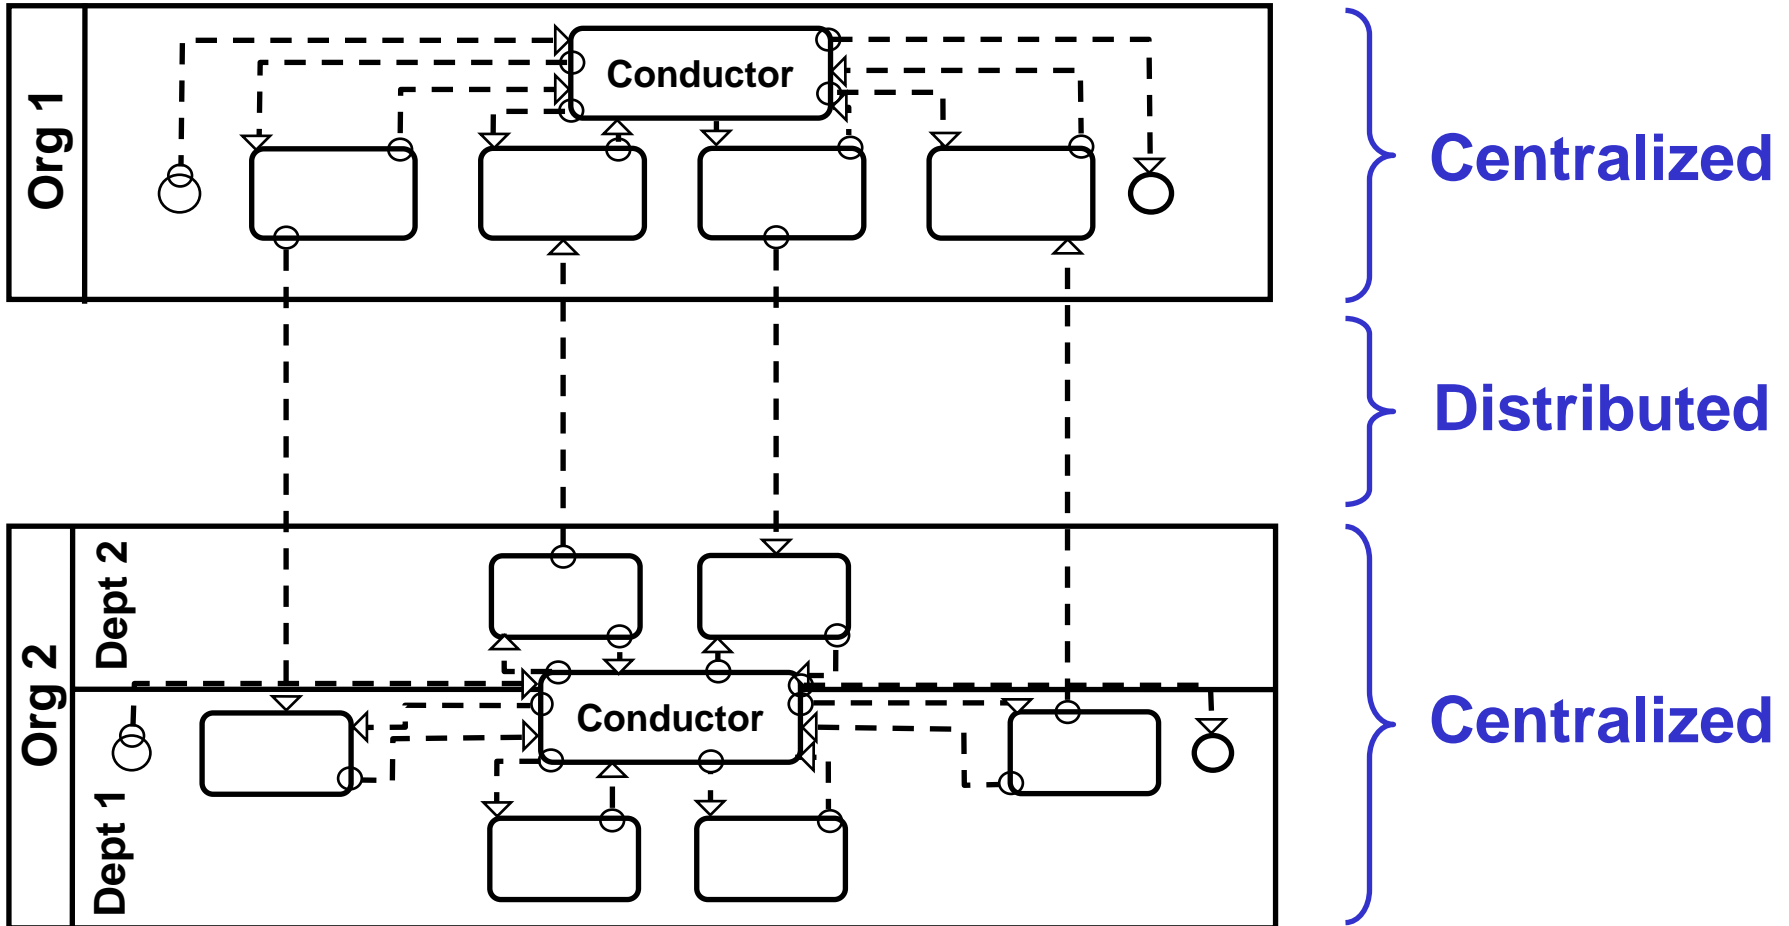 Org 1
Conductor
Centralized
Distributed
Org 2
Dept 2
Conductor
Centralized
Dept 1